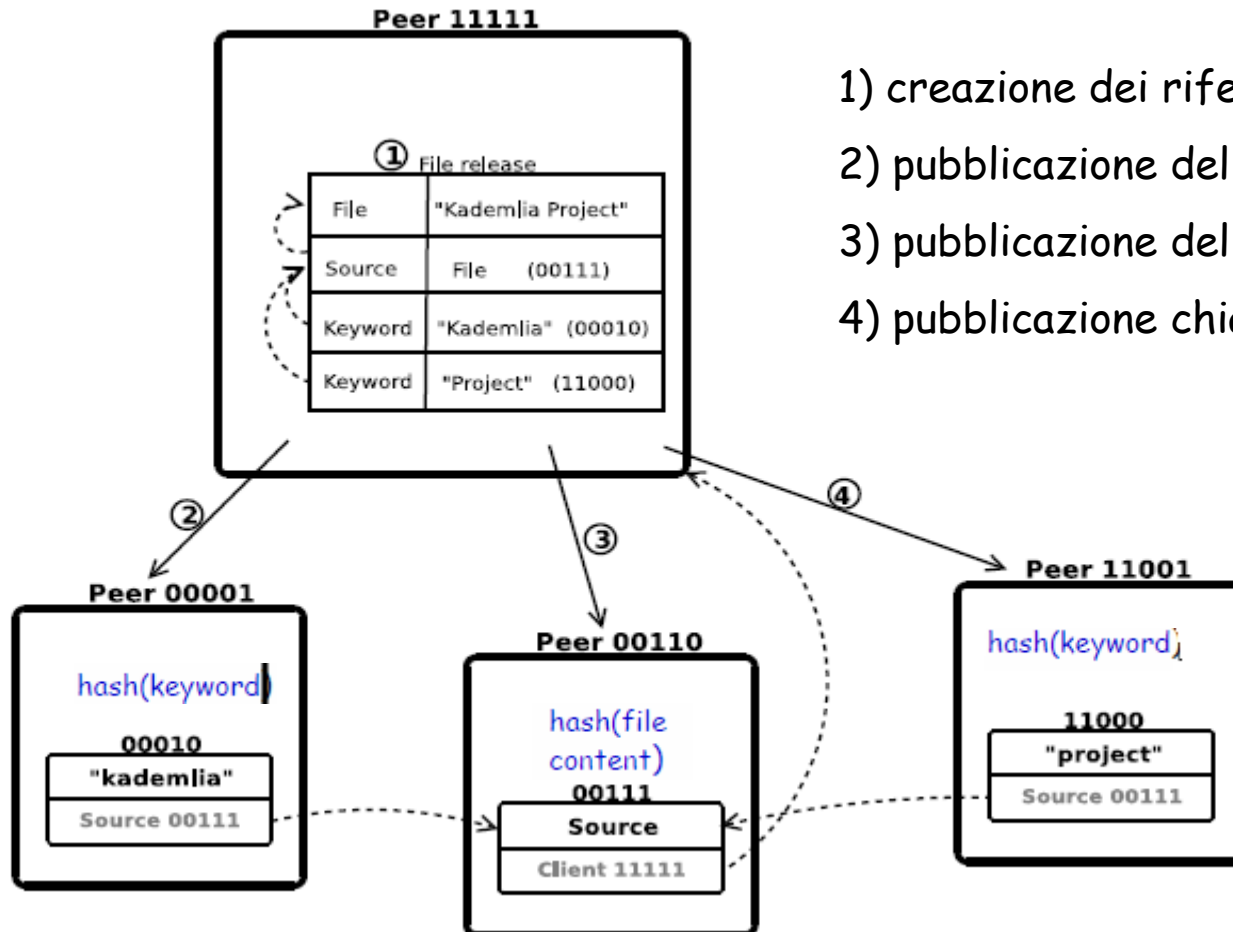 Peer 11111
1) creazione dei rife
2) pubblicazione del
3) pubblicazione del
4) pubblicazione chia
① File release
File "Kademlia Project"
Source File (00111)
Keyword "Kademlia" (00010)
Keyword "Project" (11000)
②
③
④
Peer 00001
hash(keyword)
00010
"kademlia"
Source 00111
Peer 00110
hash(file
content)
00111
Source
Client 11111
Peer 11001
hash(keyword)
11000
"project"
Source 00111